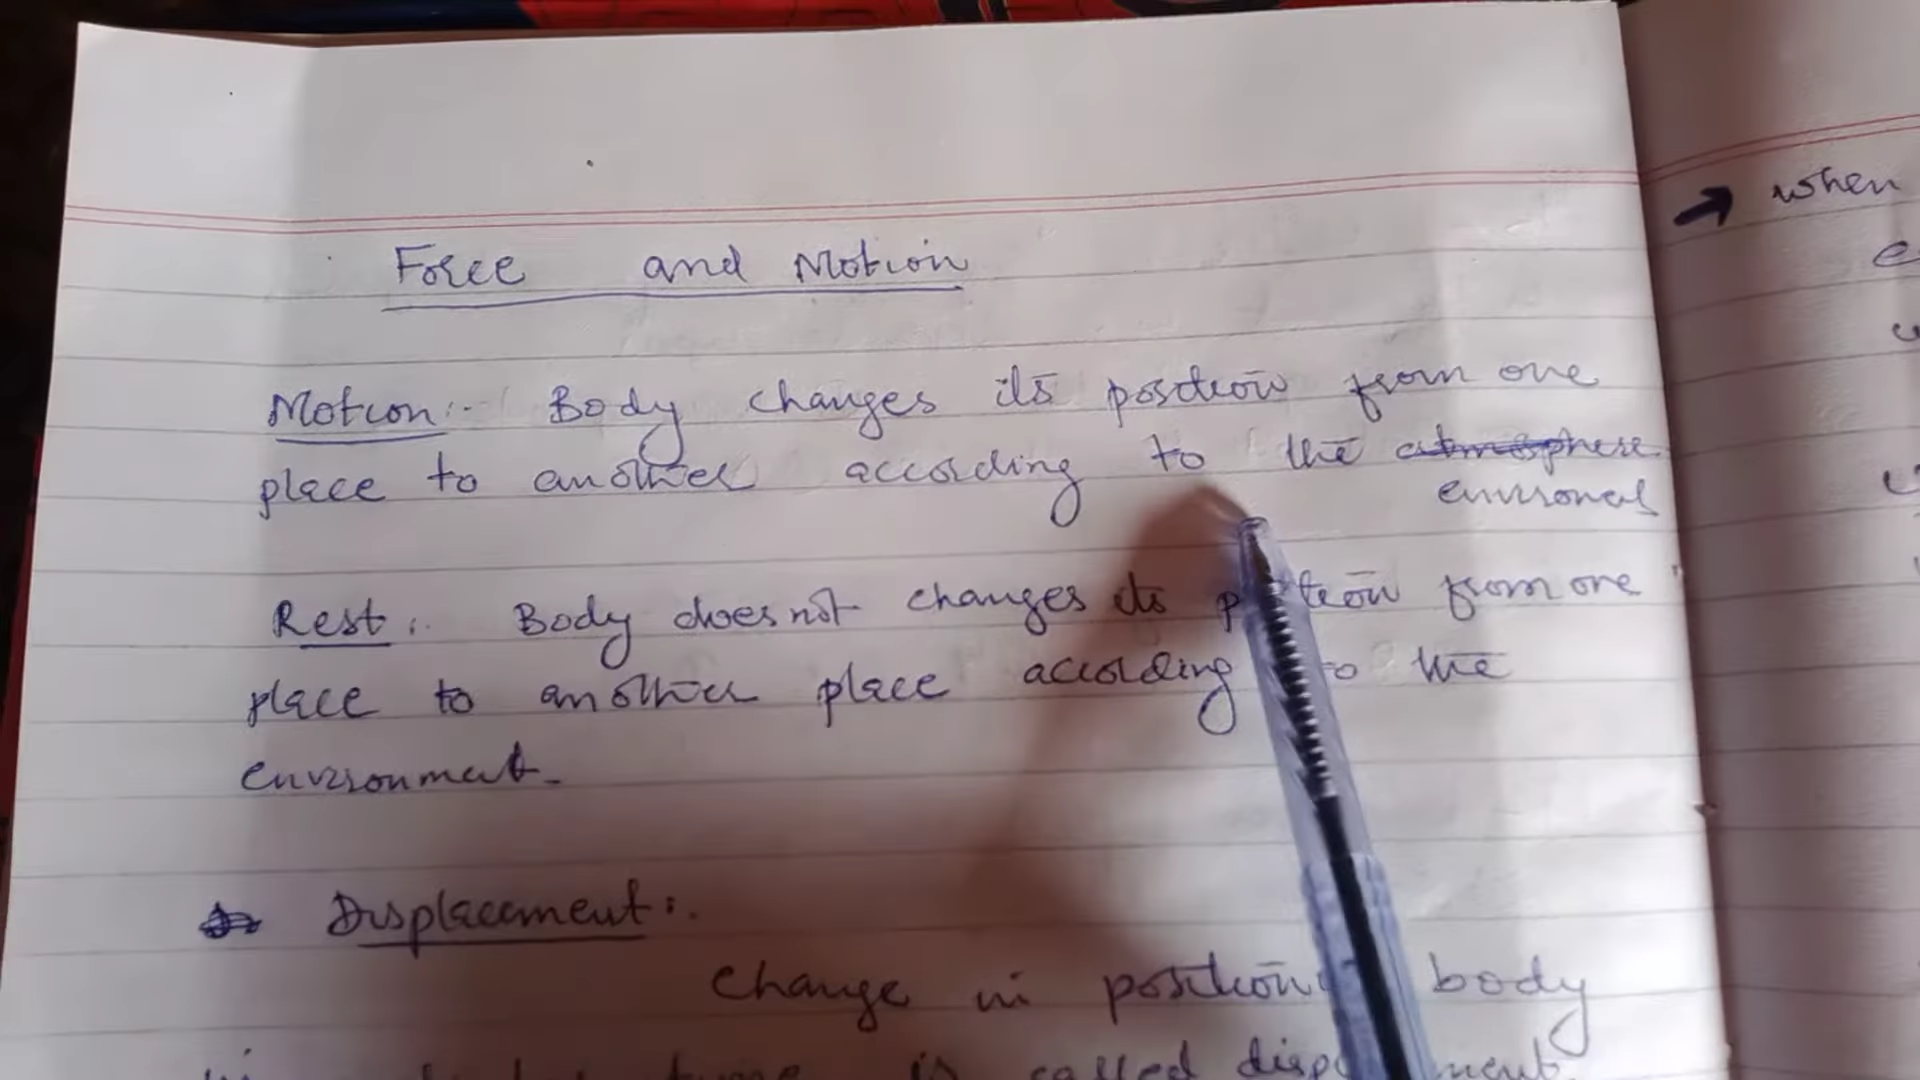 Force and Motion
Motion:- Body changes its position from one
place to another according to the atmosphere
Rest:. Body does not changes its from one
place to another place according the
environment.
Displacement:.
Change in position body
is called
when